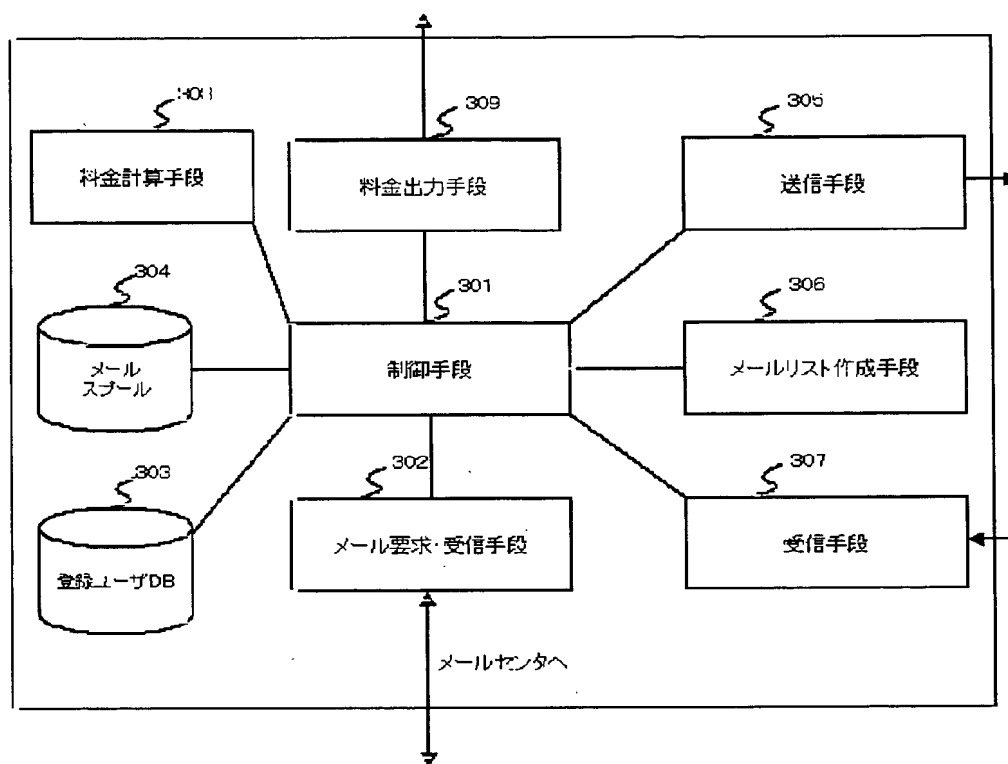 309
305
料金計算手段
料金出力手段
送信手段
304
301
306
メール
スプール
制御手段
メールリスト作成手段
303
302
307
登録ユーザDB
メール要求・受信手段
受信手段
メールセンタへ